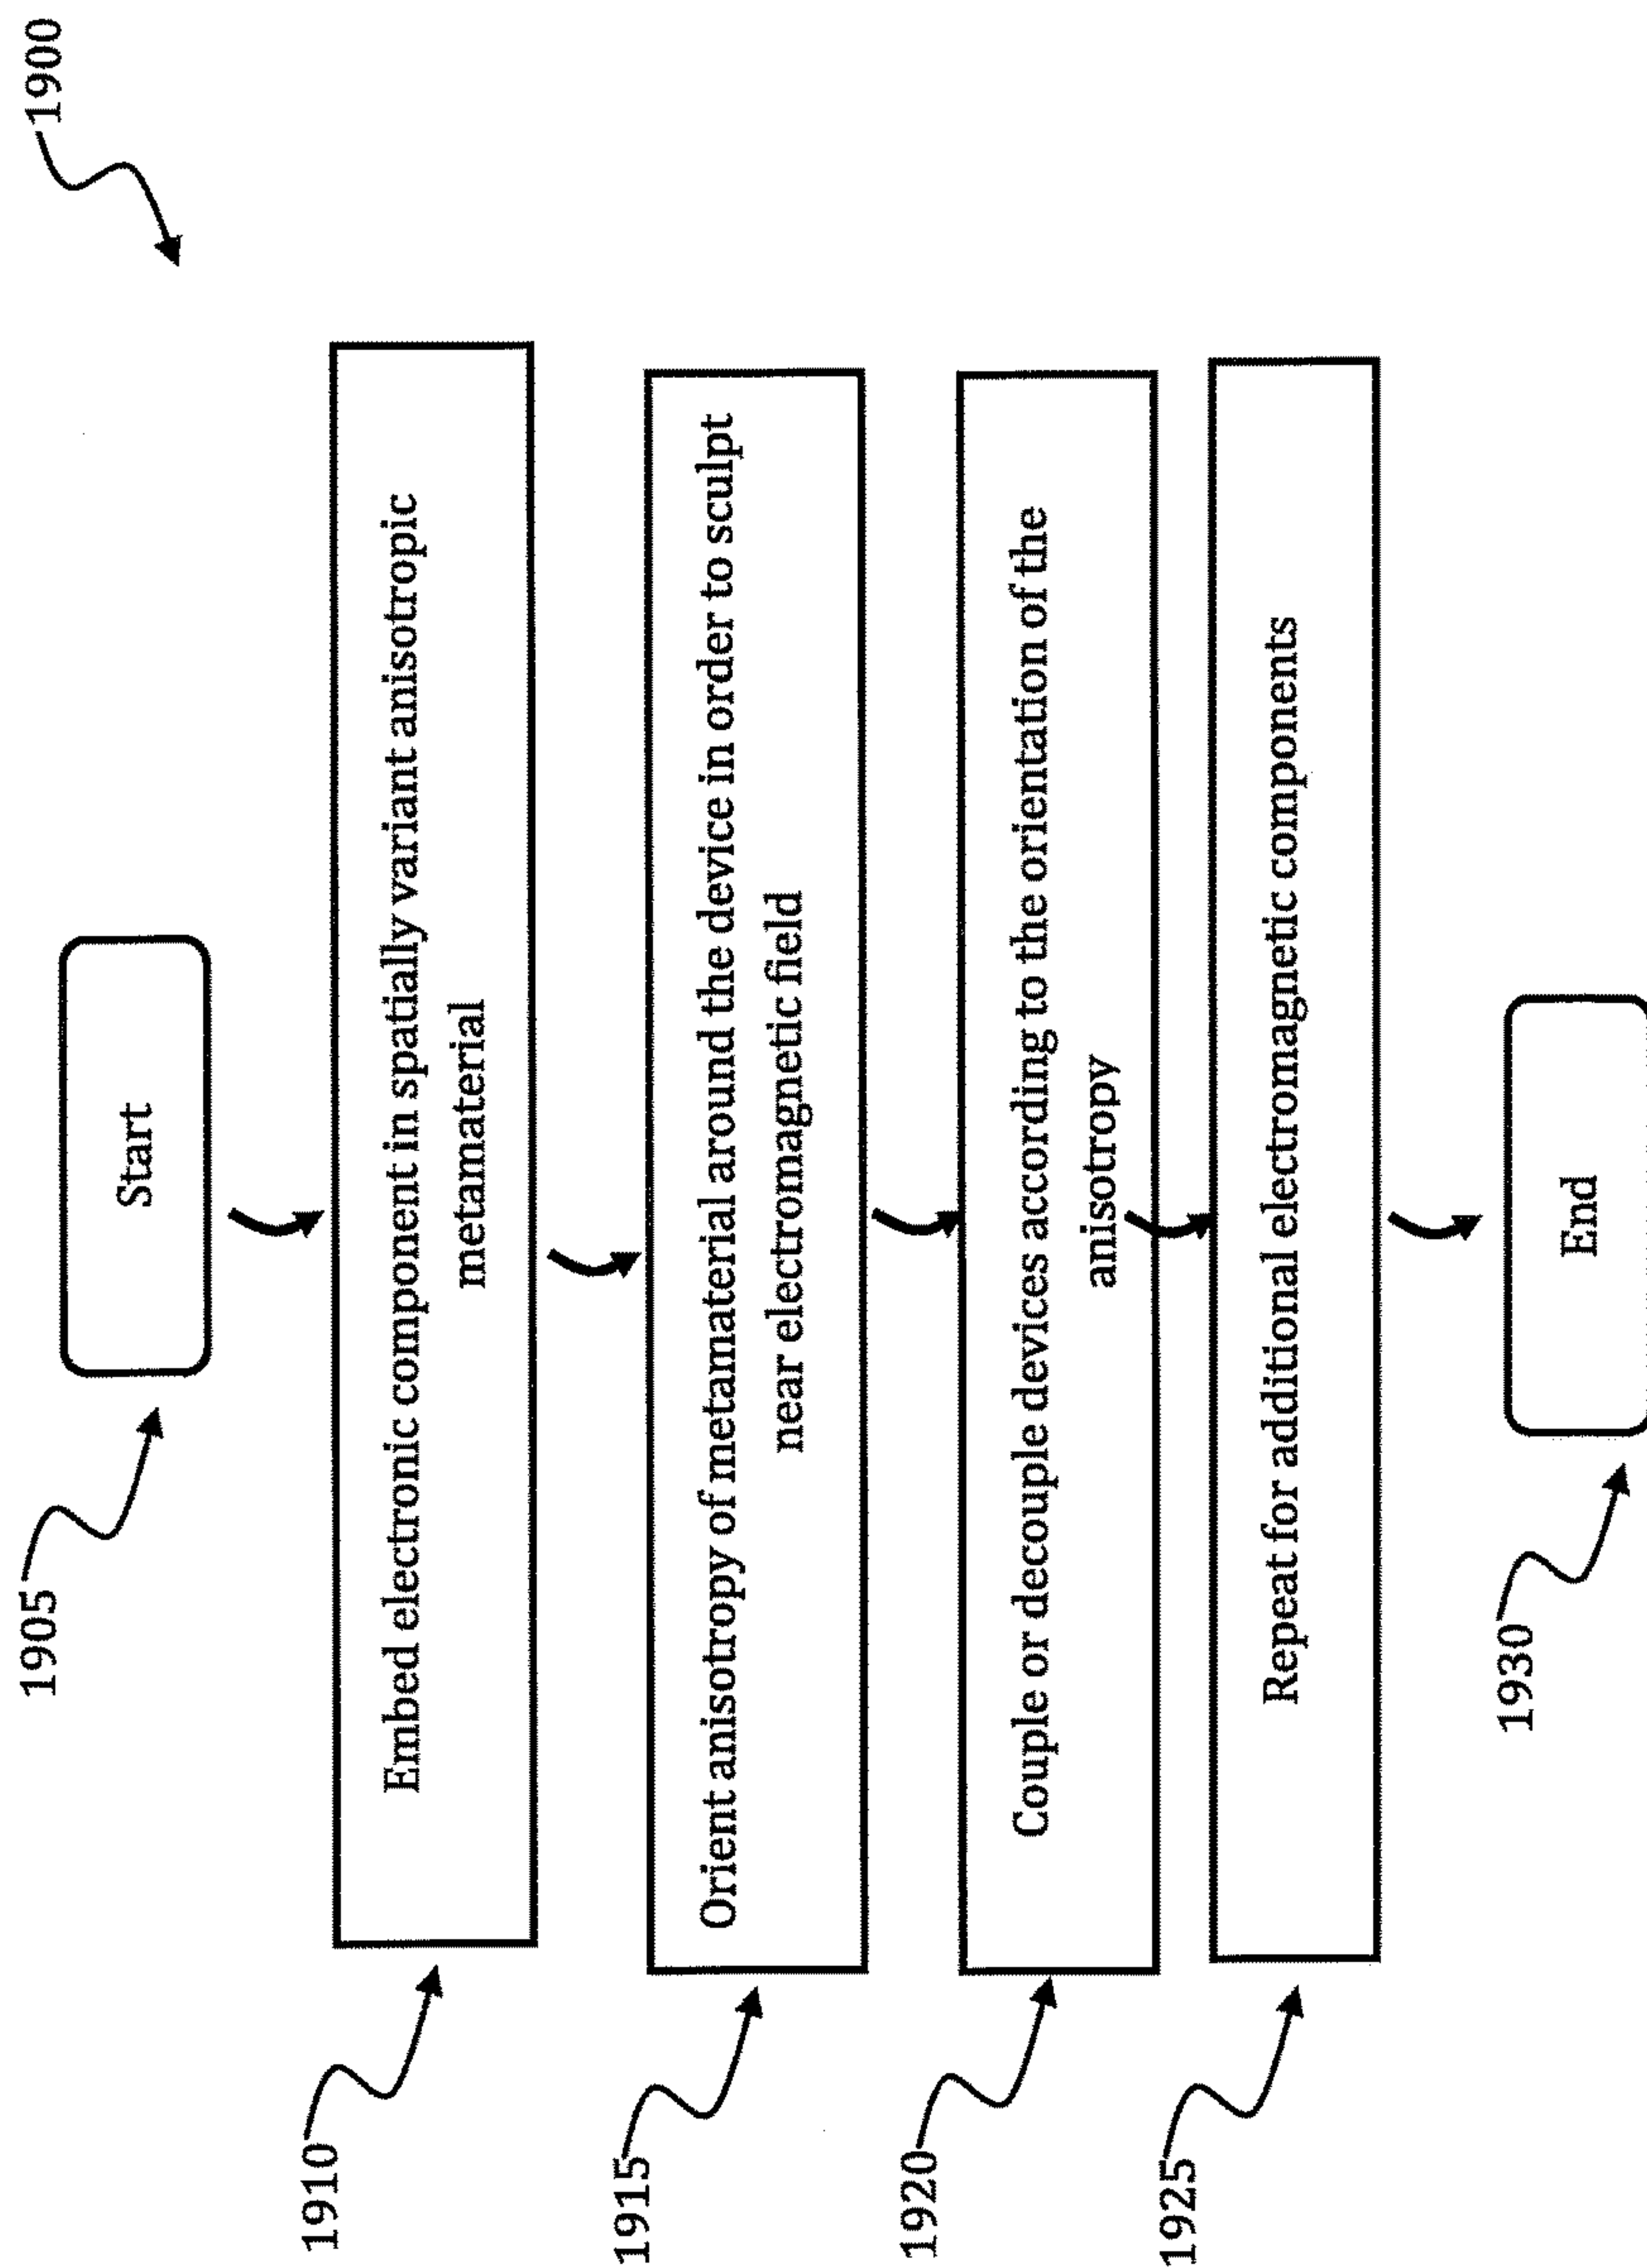 1900
1905
Start
1910
Embed electronic component in spatially variant anisotropic
metamaterial
1915
Orient anisotropy of metamaterial around the device in order to sculpt
near electromagnetic field
1920
Couple or decouple devices according to the orientation of the
anisotropy
1925
Repeat for additional electromagnetic components
1930
End